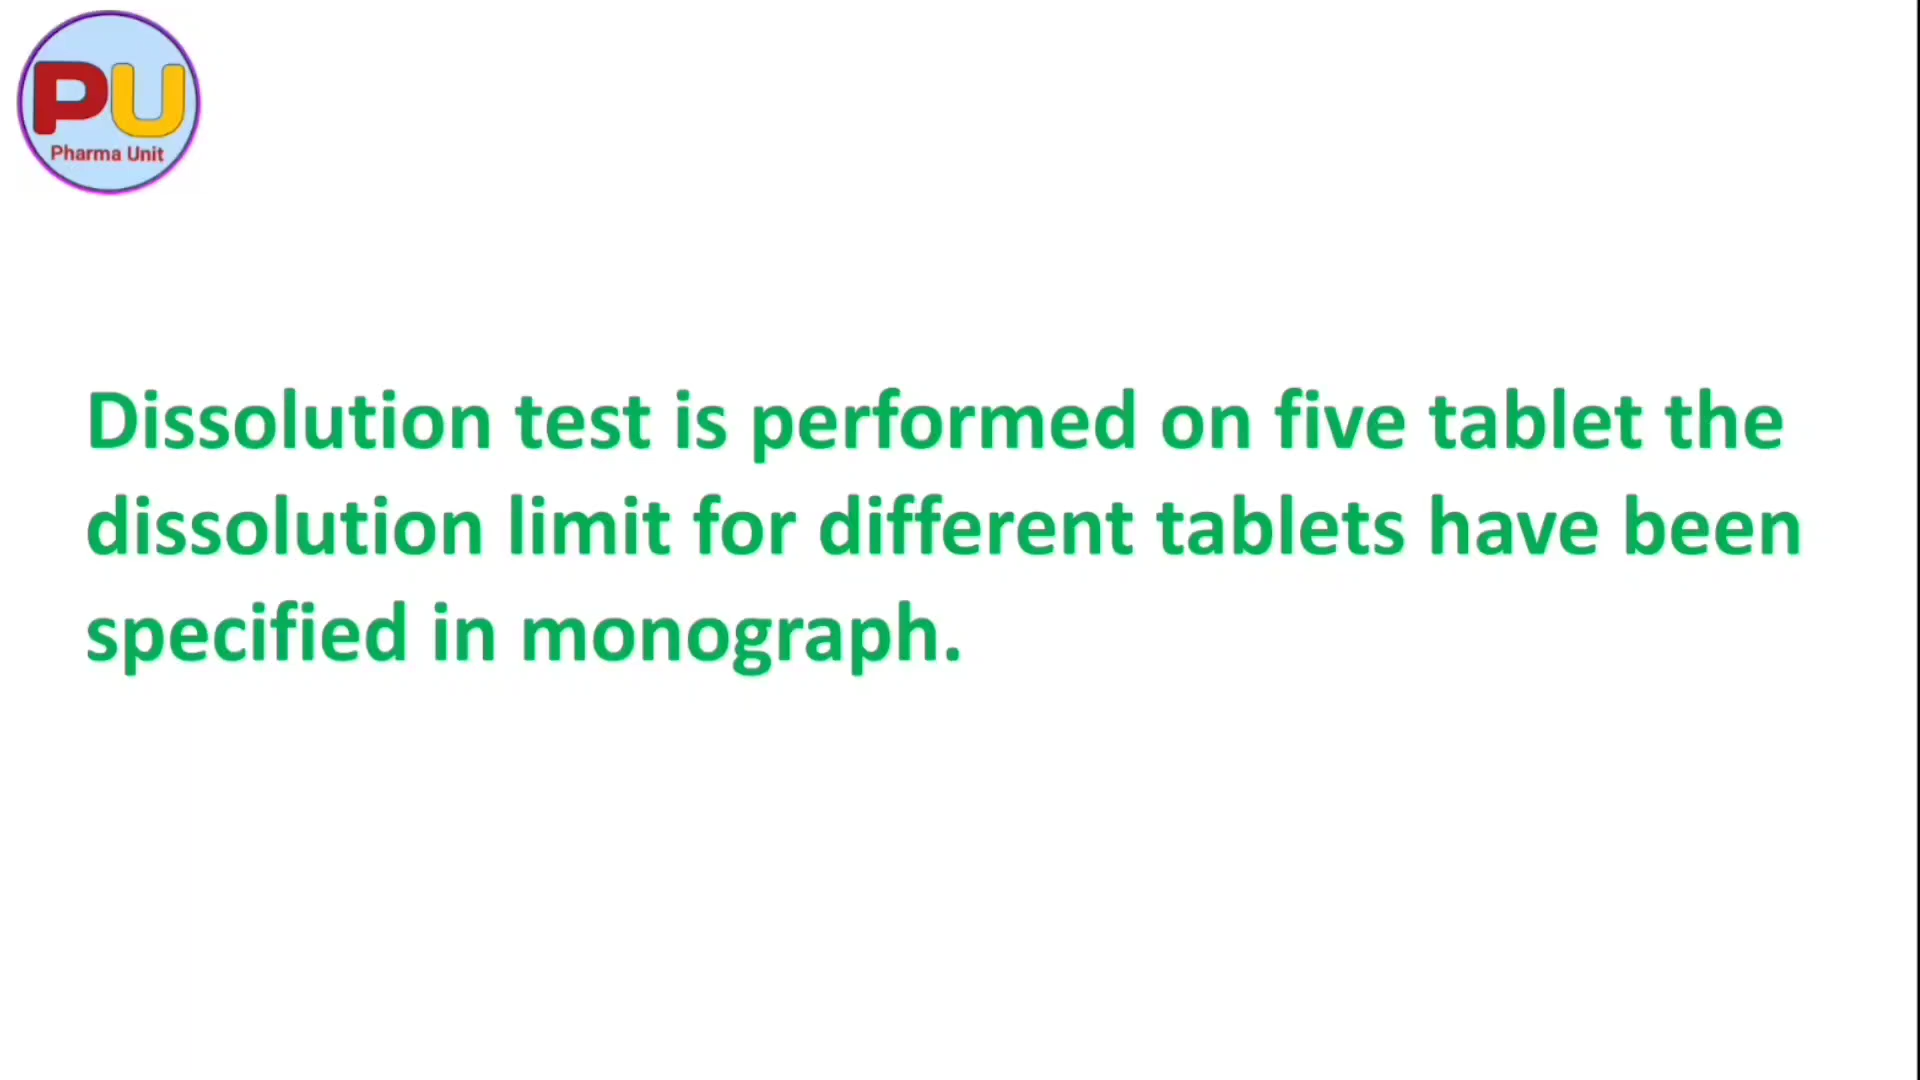 PU
Pharma Unit
Dissolution test is performed on five tablet the
dissolution limit for different tablets have been
specified in monograph.